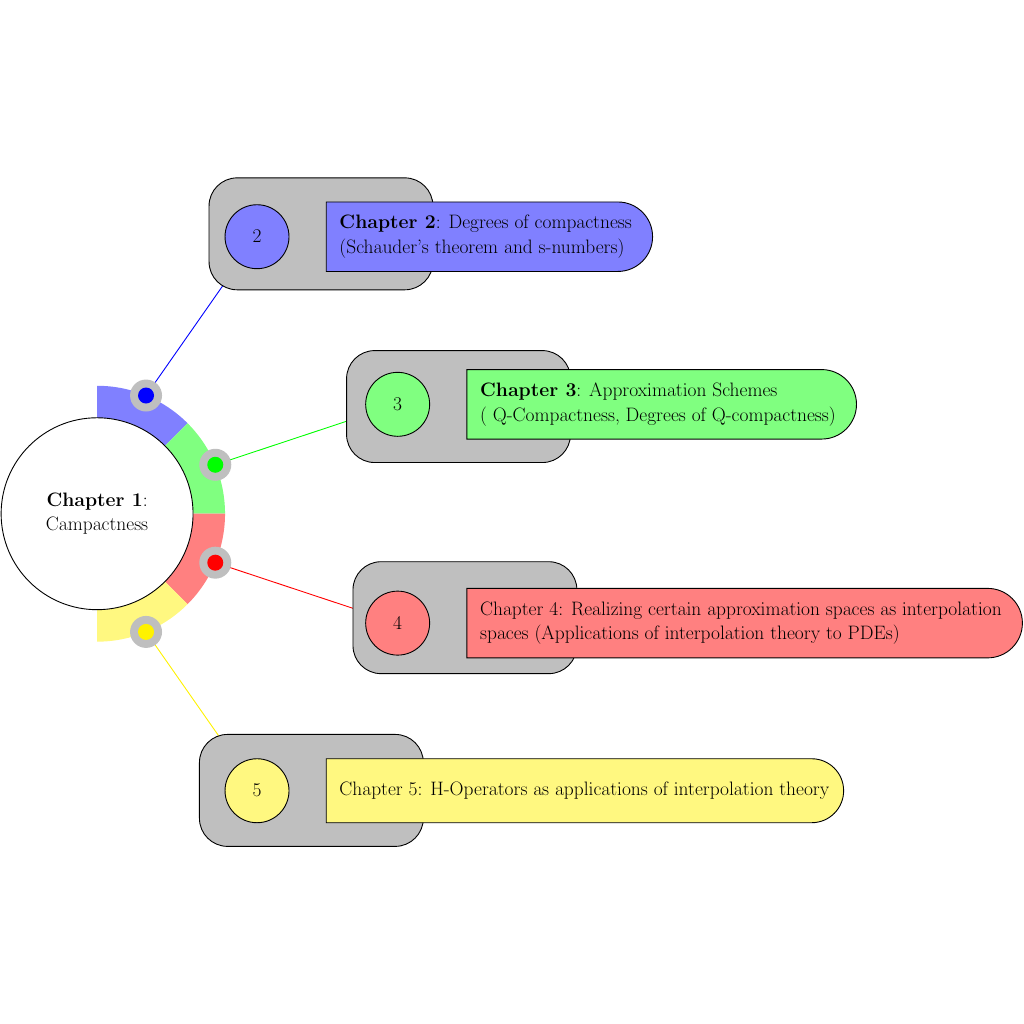 2
Chapter 2: Degrees of compactness
(Schauder's theorem and s-numbers)
3
Chapter 3: Approximation Schemes
( Q-Compactness, Degrees of Q-compactness)
Chapter 1:
Campactness
4
Chapter 4: Realizing certain approximation spaces as interpolation
spaces (Applications of interpolation theory to PDEs)
5
Chapter 5: H-Operators as applications of interpolation theory